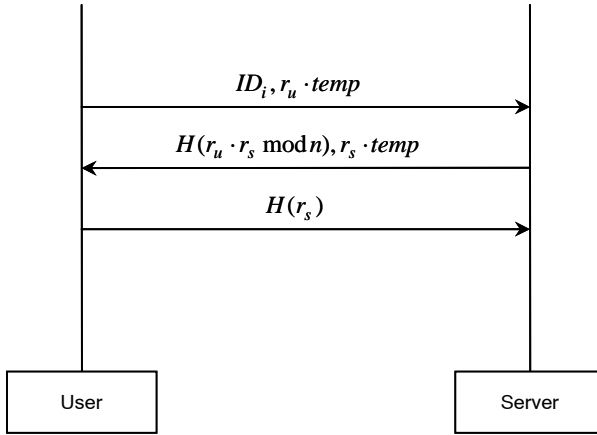 ID_i, r_u · temp
H(r_u · r_s mod n), r_s · temp
H(r_s)
User
Server